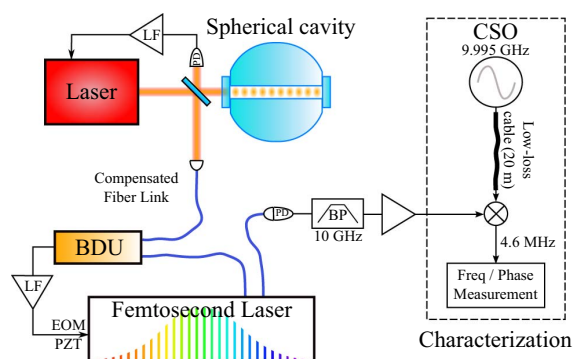 LF
PD
Laser
Spherical cavity
Compensated
Fiber Link
BDU
LF
EOM
PZT
Femtosecond Laser
PD
BP
10 GHz
CSO
9.995 GHz
Low-loss
cable (20 m)
4.6 MHz
Freq / Phase
Measurement
Characterization